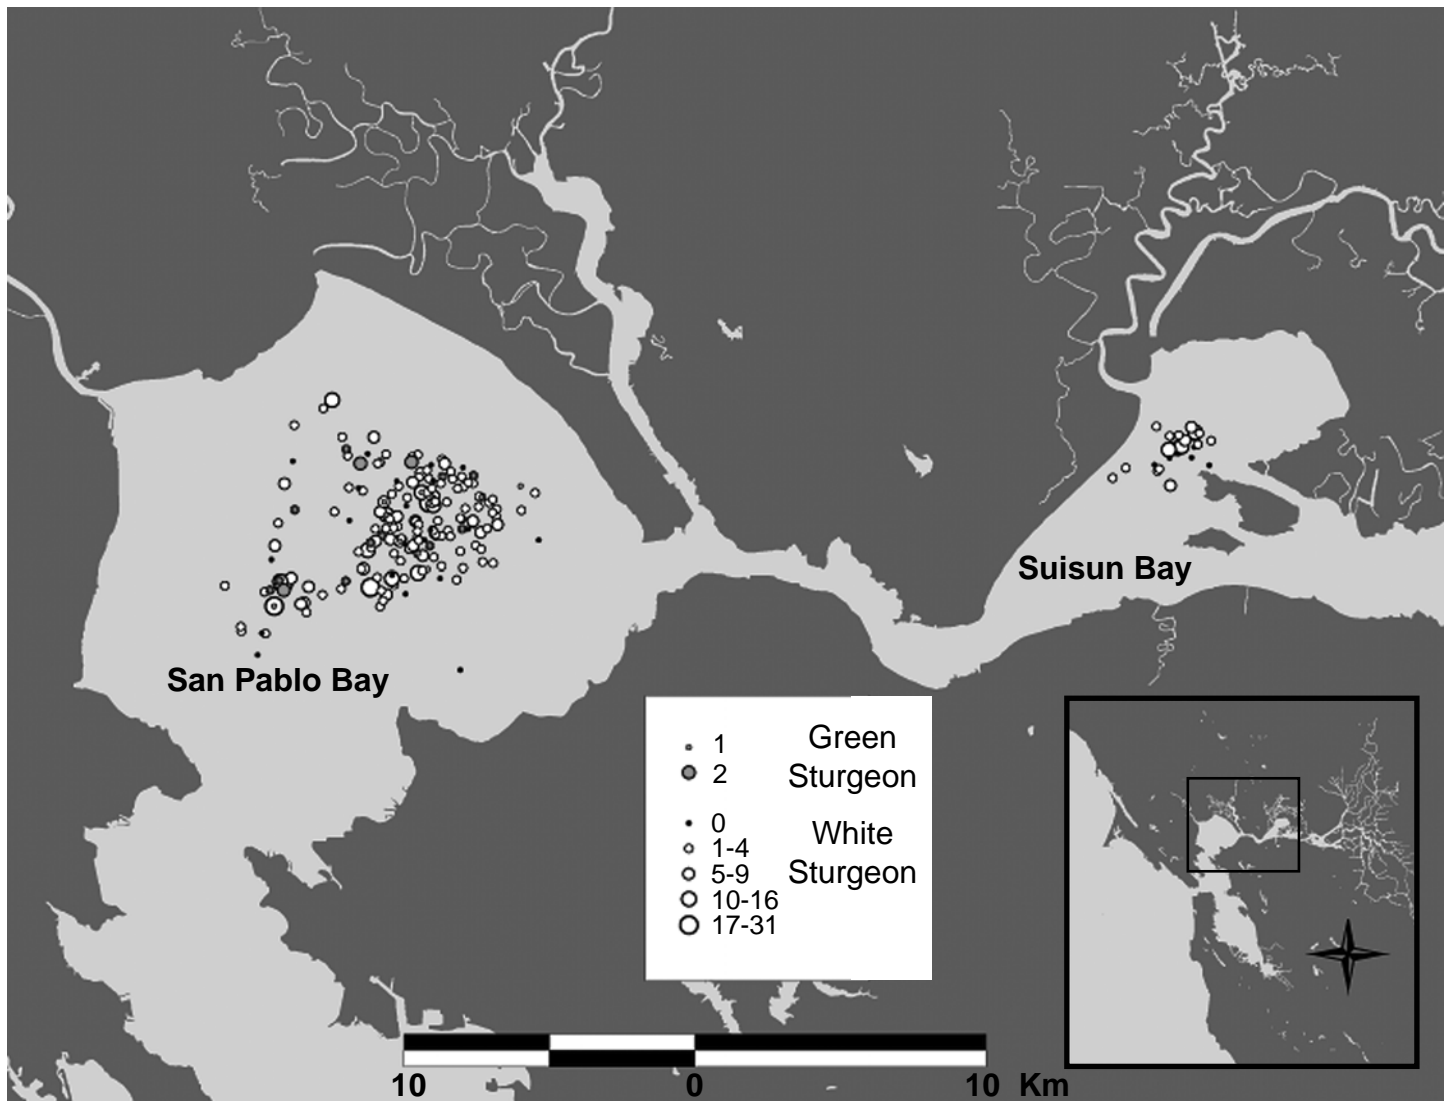 Suisun Bay
San Pablo Bay
1 Green
2 Sturgeon
0 White
1-4
5-9 Sturgeon
10-16
17-31
10 0 10 Km